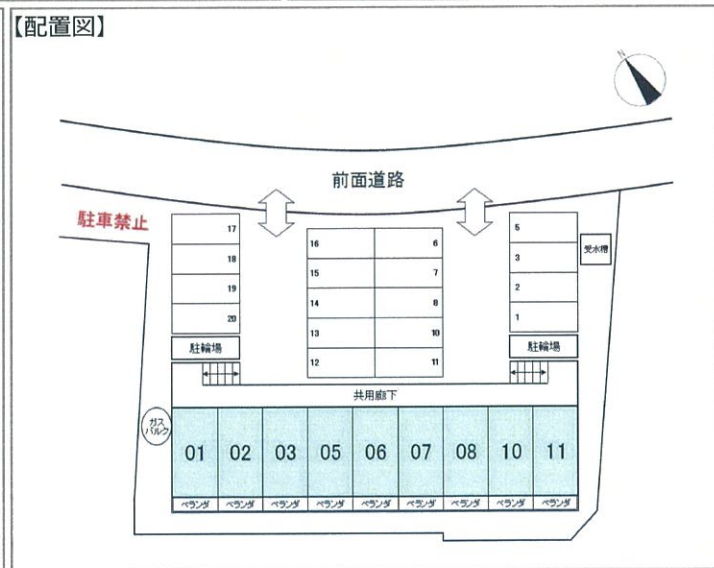 【配置図】
N
前面道路
駐車禁止
17
18
19
20
16
15
14
13
12
6
7
8
10
11
5
3
2
1
受水槽
駐輪場
駐輪場
共用廊下
ガス
バルク
01
02
03
05
06
07
08
10
11
ベランダ
ベランダ
ベランダ
ベランダ
ベランダ
ベランダ
ベランダ
ベランダ
ベランダ